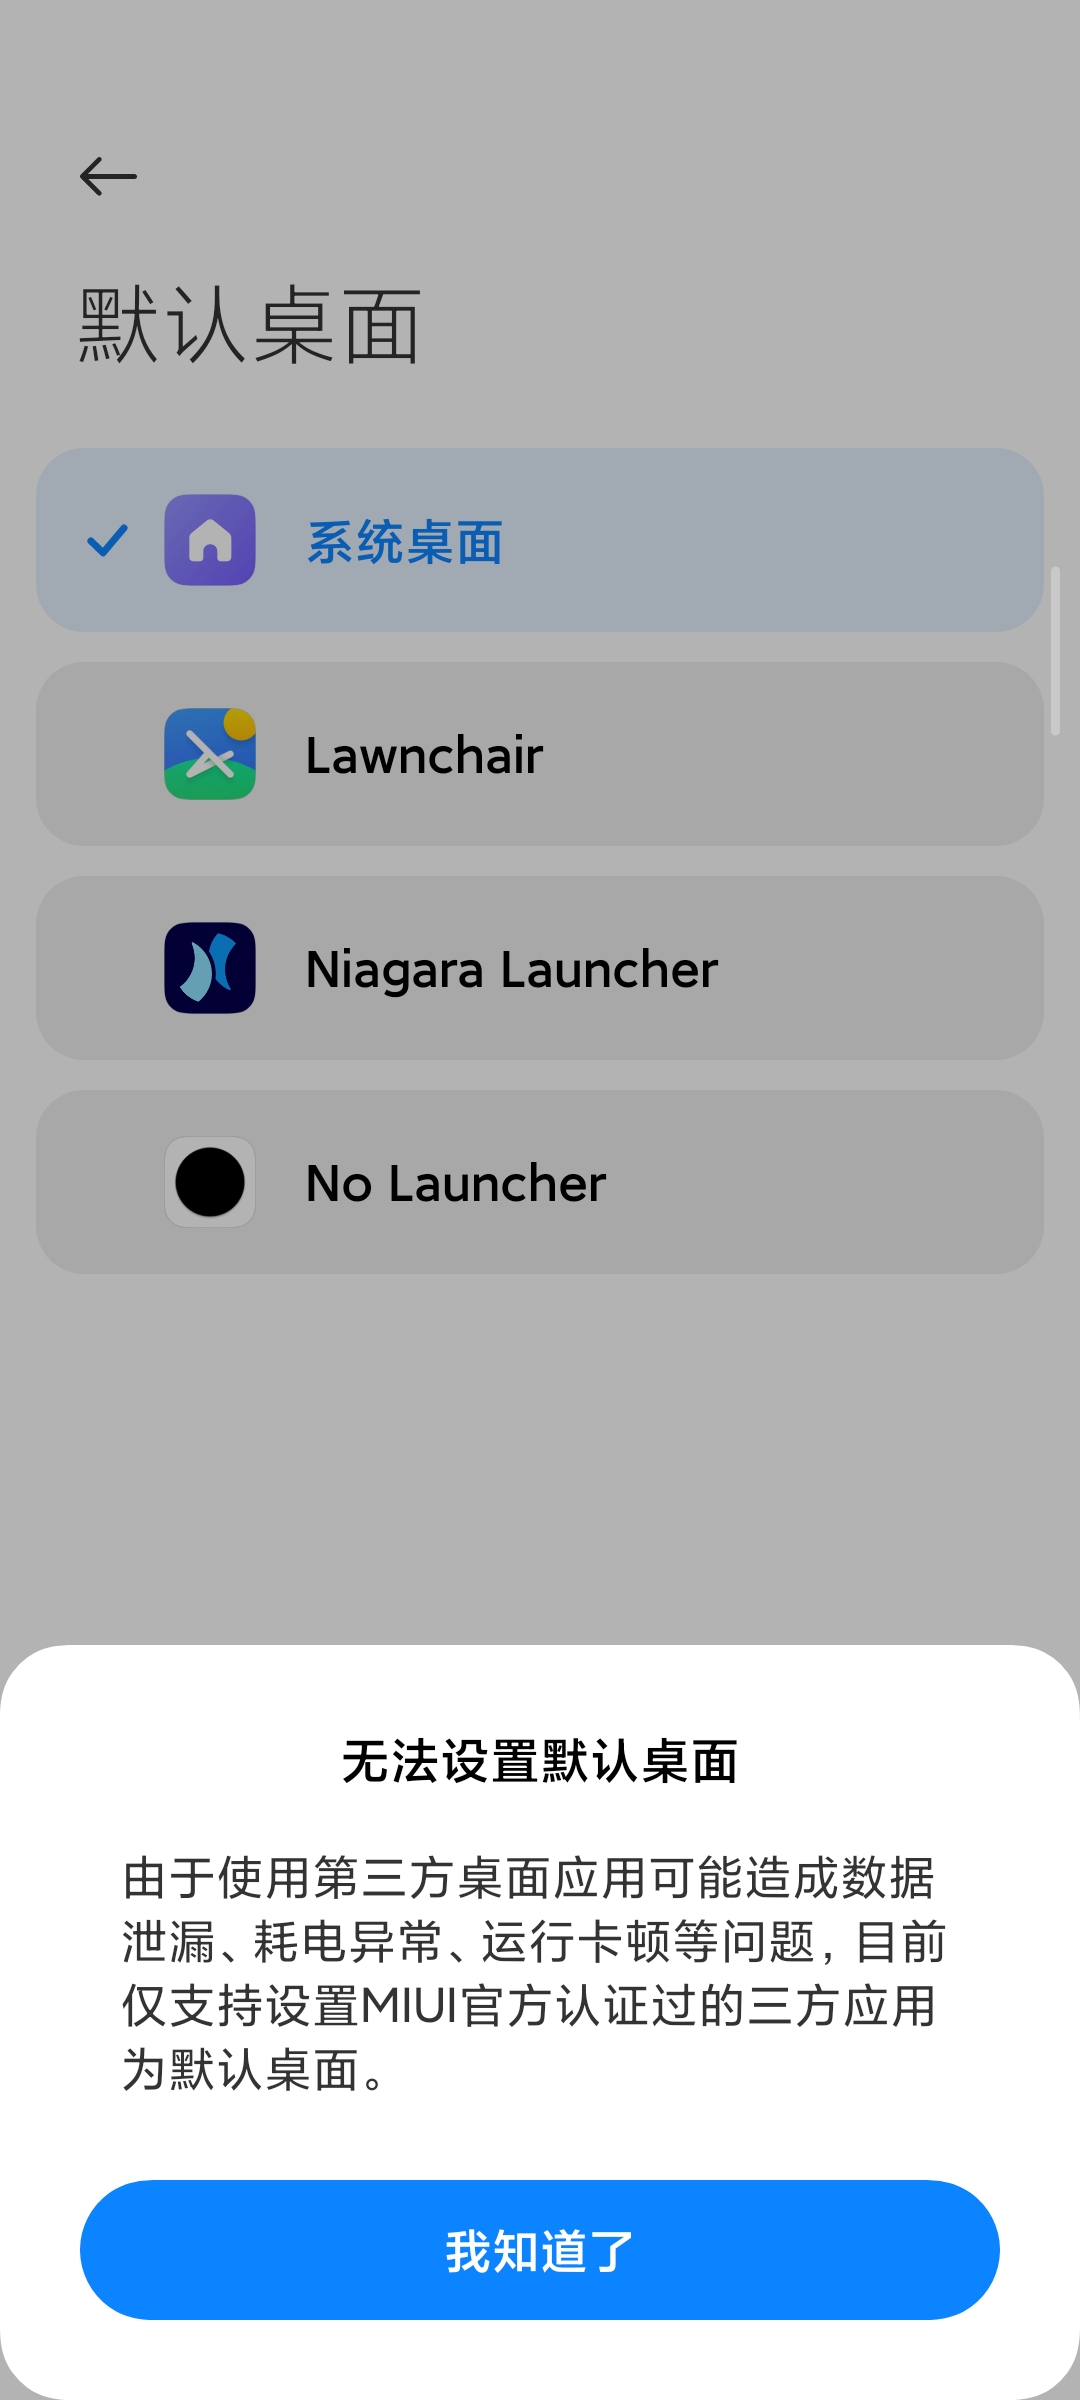 默认桌面
系统桌面
Lawnchair
Niagara Launcher
No Launcher
无法设置默认桌面
由于使用第三方桌面应用可能造成数据
泄漏、耗电异常、运行卡顿等问题，目前
仅支持设置MIUI官方认证过的三方应用
为默认桌面。
我知道了